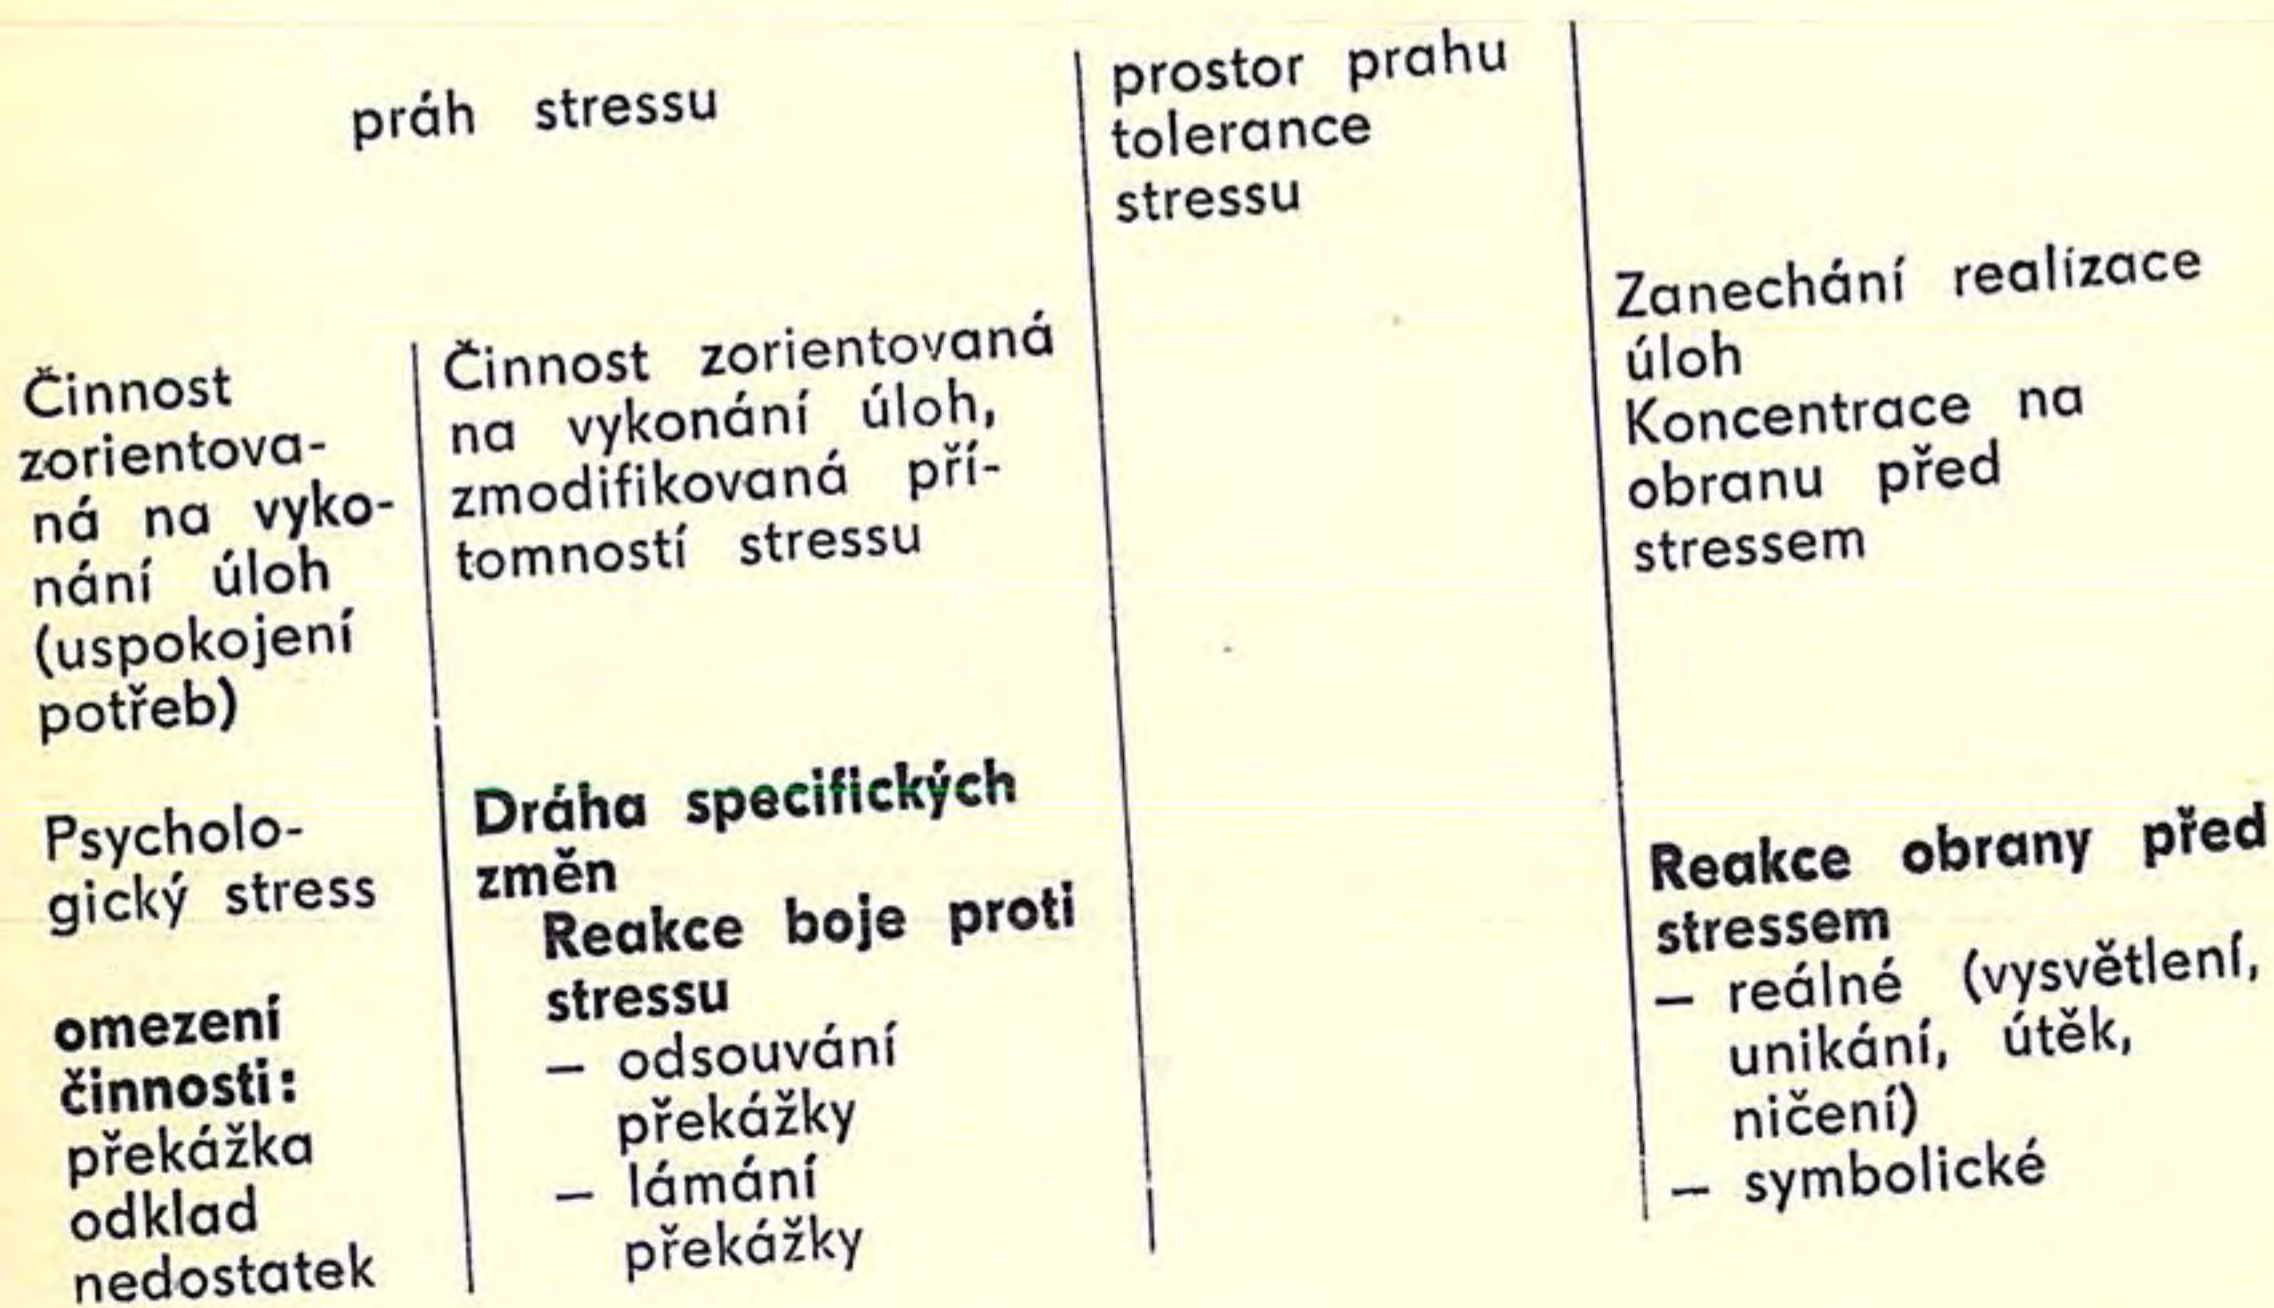 práh stressu
prostor prahu
tolerance
stressu
Činnost
zorientova-
ná na vyko-
nání úloh
(uspokojení
potřeb)
Činnost zorientovaná
na vykonání úloh,
zmodifikovaná pří-
tomností stressu
Zanechání realizace
úloh
Koncentrace na
obranu před
stressem
Psycholo-
gický stress
omezení
činnosti:
překážka
odklad
nedostatek
Dráha specifických
změn
Reakce boje proti
stressu
– odsouvání
překážky
– lámání
překážky
Reakce obrany před
stressem
– reálné (vysvětlení,
unikání, útěk,
ničení)
– symbolické